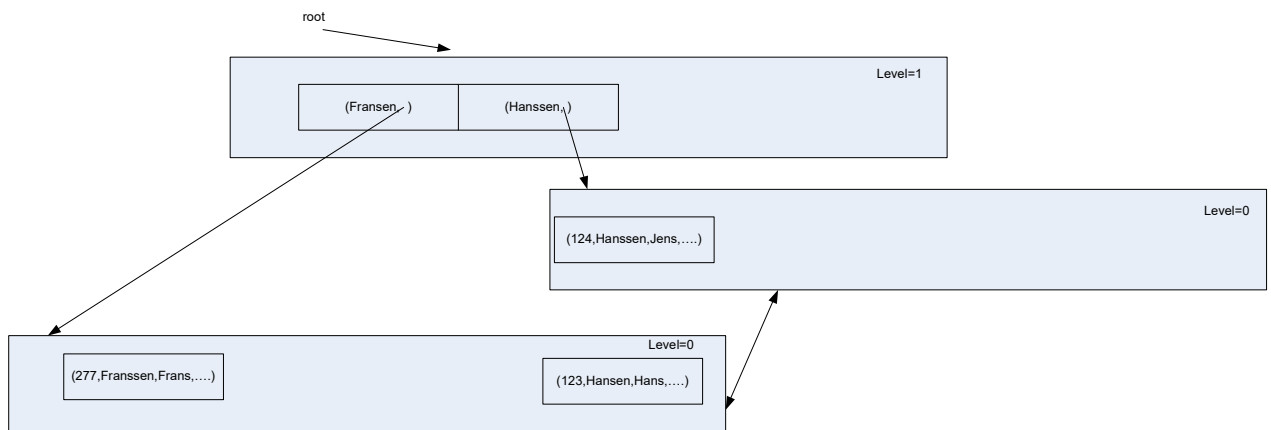 root
Level=1
(Fransen, )
(Hanssen, )
Level=0
(124,Hanssen,Jens,….)
Level=0
(277,Franssen,Frans,….)
(123,Hansen,Hans,….)